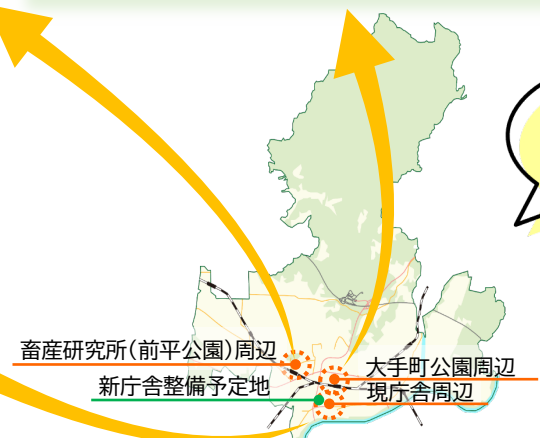 畜産研究所(前平公園)周辺
大手町公園周辺
新庁舎整備予定地
現庁舎周辺